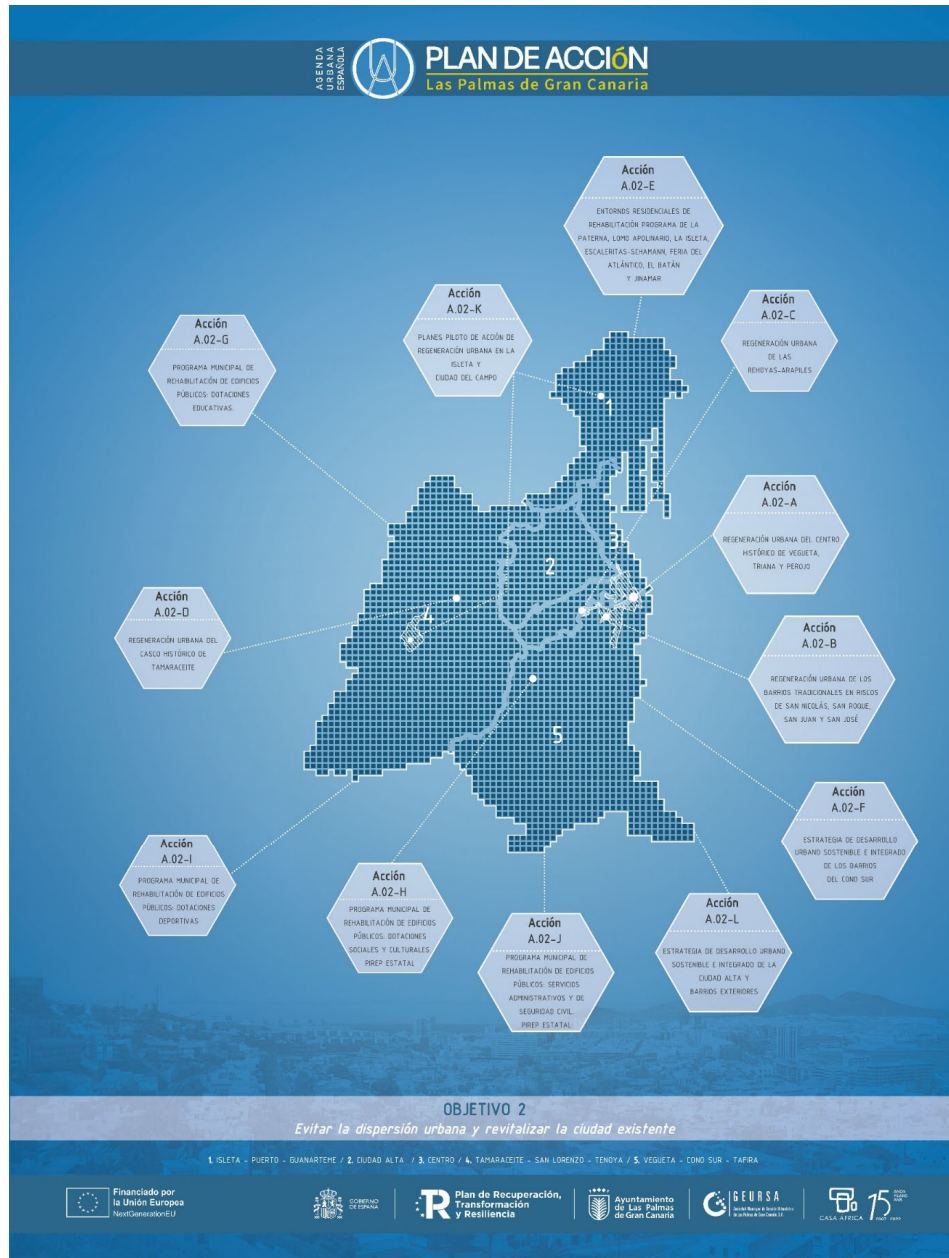 AGENDA
URBANA
ESPAÑOLA
PLAN DE ACCIóN
Las Palmas de Gran Canaria
Acción
A.02-E
ENTORNOS RESIDENCIALES DE
REHABILITACIÓN PROGRAMA DE LA
PATERNA, LOMO APOLINARIO, LA ISLETA,
ESCALERITAS-SCHAMANN, FERIA DEL
ATLÁNTICO, EL BATÁN
Y JINAMAR
Acción
A.02-K
PLANES PILOTO DE ACCIÓN DE
REGENERACIÓN URBANA EN LA
ISLETA Y
CIUDAD DEL CAMPO
Acción
A.02-C
REGENERACIÓN URBANA
DE LAS
REHOYAS-ARAPILES
Acción
A.02-G
PROGRAMA MUNICIPAL DE
REHABILITACIÓN DE EDIFICIOS
PÚBLICOS: DOTACIONES
EDUCATIVAS.
1
Acción
A.02-A
REGENERACIÓN URBANA DEL CENTRO
HISTÓRICO DE VEGUETA,
TRIANA Y PEROJO
3
2
4
Acción
A.02-D
REGENERACIÓN URBANA DEL
CASCO HISTÓRICO DE
TAMARACEITE
Acción
A.02-B
REGENERACIÓN URBANA DE LOS
BARRIOS TRADICIONALES EN RISCOS
DE SAN NICOLÁS, SAN ROQUE,
SAN JUAN Y SAN JOSÉ
5
Acción
A.02-F
ESTRATEGIA DE DESARROLLO
URBANO SOSTENIBLE E INTEGRADO
DE LOS BARRIOS
DEL CONO SUR
Acción
A.02-I
PROGRAMA MUNICIPAL DE
REHABILITACIÓN DE EDIFICIOS
PÚBLICOS: DOTACIONES
DEPORTIVAS.
Acción
A.02-H
PROGRAMA MUNICIPAL DE
REHABILITACIÓN DE EDIFICIOS
PÚBLICOS: DOTACIONES
SOCIALES Y CULTURALES.
PIREP ESTATAL
Acción
A.02-J
PROGRAMA MUNICIPAL DE
REHABILITACIÓN DE EDIFICIOS
PÚBLICOS: SERVICIOS
ADMINISTRATIVOS Y DE
SEGURIDAD CIVIL.
PIREP ESTATAL
Acción
A.02-L
ESTRATEGIA DE DESARROLLO URBANO
SOSTENIBLE E INTEGRADO DE LA
CIUDAD ALTA Y
BARRIOS EXTERIORES
OBJETIVO 2
Evitar la dispersión urbana y revitalizar la ciudad existente
1. ISLETA - PUERTO - GUANARTEME / 2. CIUDAD ALTA / 3. CENTRO / 4. TAMARACEITE - SAN LORENZO - TENOYA / 5. VEGUETA - CONO SUR - TAFIRA
Financiado por
la Unión Europea
NextGenerationEU
GOBIERNO
DE ESPAÑA
Plan de Recuperación,
Transformación
y Resiliencia
Ayuntamiento
de Las Palmas
de Gran Canaria
GEURSA
CASA AFRICA
15